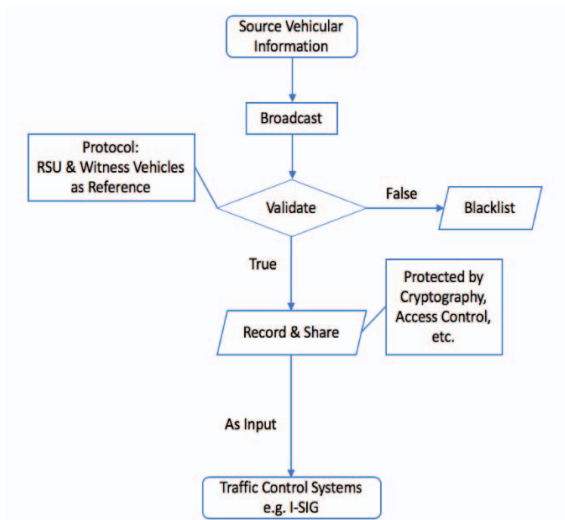 Source Vehicular
Information
Broadcast
Protocol:
RSU & Witness Vehicles
as Reference
Validate
False
Blacklist
True
Protected by
Cryptography,
Access Control,
etc.
Record & Share
As Input
Traffic Control Systems
e.g. I-SIG